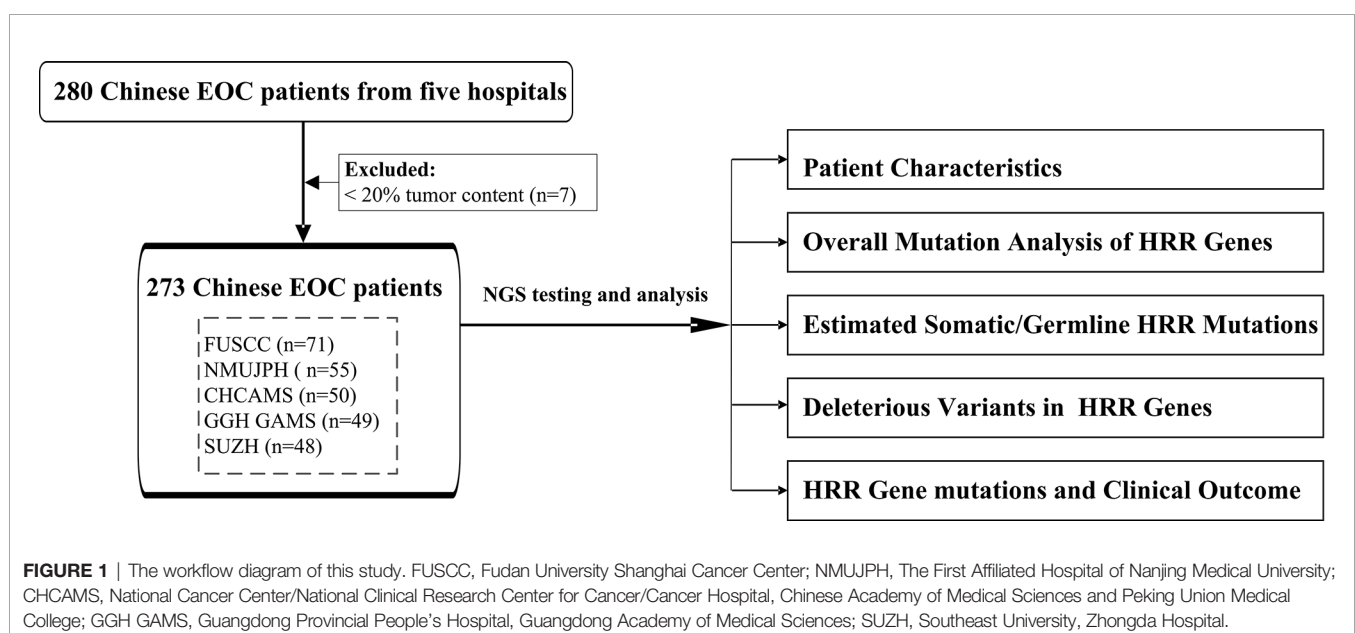 280 Chinese EOC patients from five hospitals
Excluded:
< 20% tumor content (n=7)
273 Chinese EOC patients
FUSCC (n=71)
NMUJPH ( n=55)
CHCAMS (n=50)
GGH GAMS (n=49)
SUZH (n=48)
NGS testing and analysis
Patient Characteristics
Overall Mutation Analysis of HRR Genes
Estimated Somatic/Germline HRR Mutations
Deleterious Variants in HRR Genes
HRR Gene mutations and Clinical Outcome
FIGURE 1 | The workflow diagram of this study. FUSCC, Fudan University Shanghai Cancer Center; NMUJPH, The First Affiliated Hospital of Nanjing Medical University;
CHCAMS, National Cancer Center/National Clinical Research Center for Cancer/Cancer Hospital, Chinese Academy of Medical Sciences and Peking Union Medical
College; GGH GAMS, Guangdong Provincial People's Hospital, Guangdong Academy of Medical Sciences; SUZH, Southeast University, Zhongda Hospital.